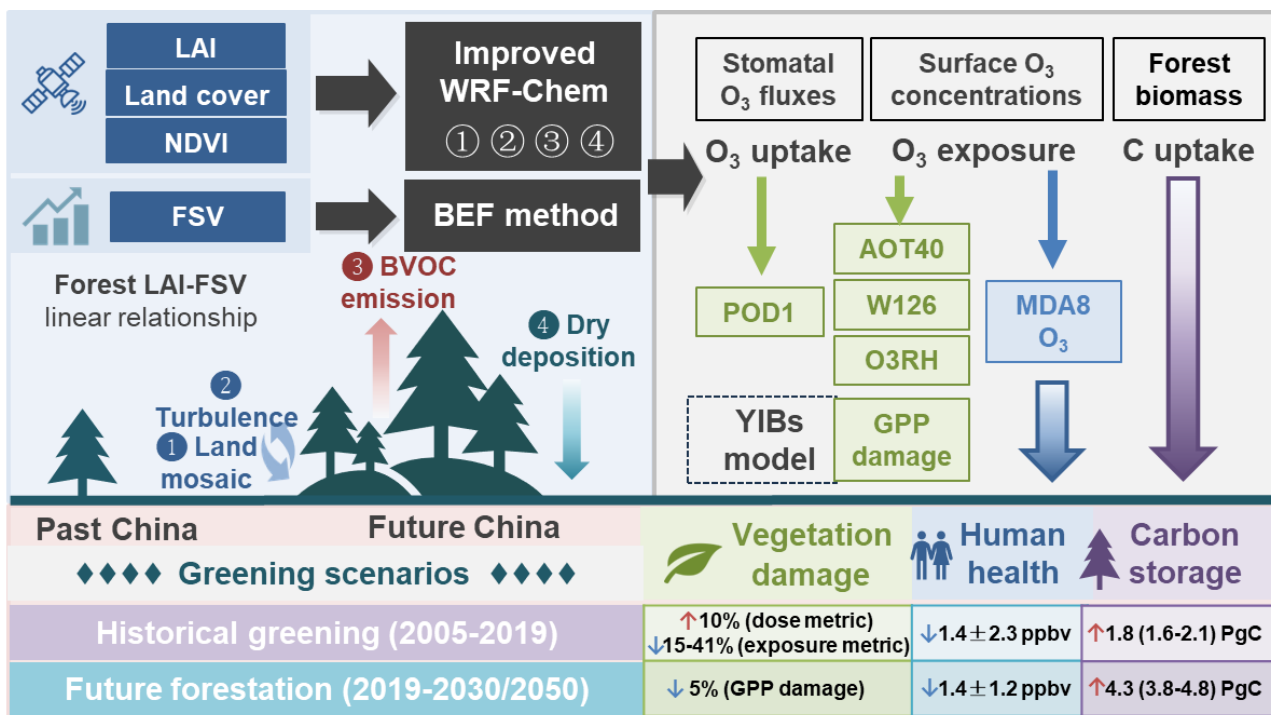 LAI
Land cover
NDVI
FSV
Improved
WRF-Chem
① ② ③ ④
BEF method
Forest LAI-FSV
linear relationship
❸ BVOC
emission
❹ Dry
deposition
❷
Turbulence
❶ Land
mosaic
Stomatal
O₃ fluxes
Surface O₃
concentrations
Forest
biomass
O₃ uptake
O₃ exposure
C uptake
POD1
AOT40
W126
O3RH
MDA8
O₃
YIBs
model
GPP
damage
Past China
Future China
Greening scenarios
Vegetation
damage
Human
health
Carbon
storage
Historical greening (2005-2019)
↑10% (dose metric)
↓15-41% (exposure metric)
↓1.4±2.3 ppbv
↑1.8 (1.6-2.1) PgC
Future forestation (2019-2030/2050)
↓ 5% (GPP damage)
↓1.4±1.2 ppbv
↑4.3 (3.8-4.8) PgC